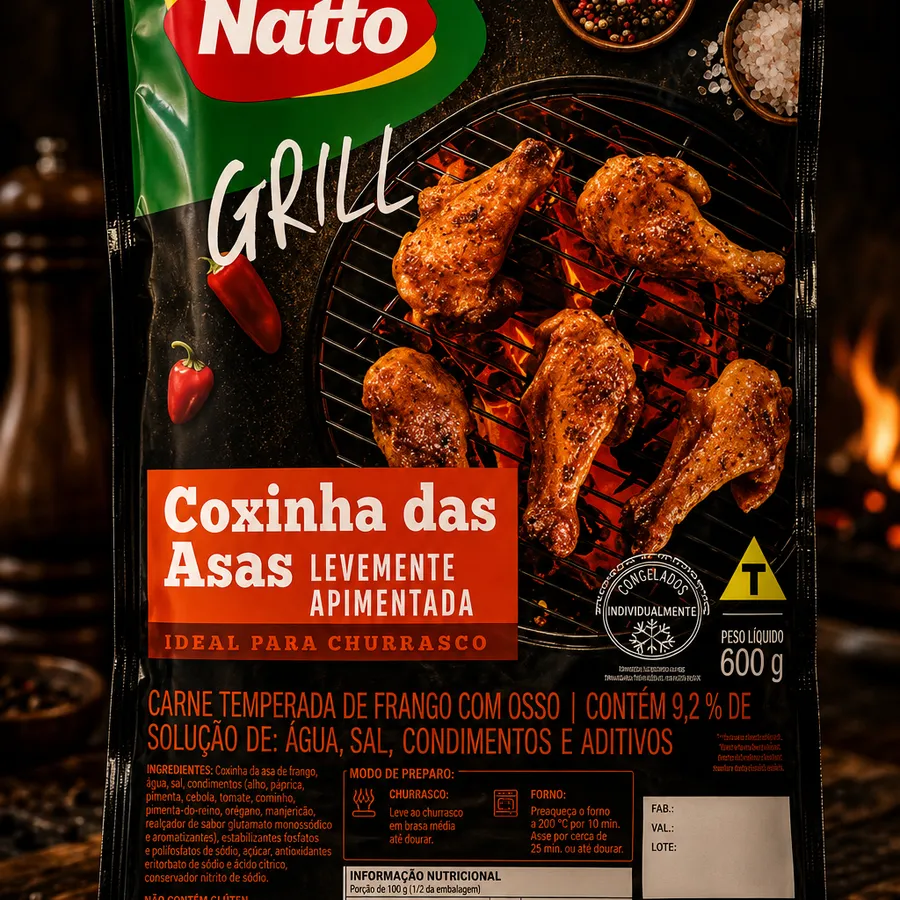 Natto
GRILL
Coxinha das
Asas LEVEMENTE
APIMENTADA
IDEAL PARA CHURRASCO
CONGELADOS
INDIVIDUALMENTE
T
PESO LÍQUIDO
600 g
CARNE TEMPERADA DE FRANGO COM OSSO | CONTÉM 9,2 % DE
SOLUÇÃO DE: ÁGUA, SAL, CONDIMENTOS E ADITIVOS
INGREDIENTES: Coxinha da asa de frango,
água, sal, condimentos (alho, páprica,
pimenta, cebola, tomate, cominho,
pimenta-do-reino, orégano, manjericão,
realçador de sabor glutamato monossódico
e aromatizantes), estabilizantes fosfatos
e polifosfatos de sódio, açúcar, antioxidantes
eritorbato de sódio e ácido cítrico,
conservador nitrito de sódio.
NÃO CONTÉM GLÚTEN
MODO DE PREPARO:
CHURRASCO:
Leve ao churrasco
em brasa média
até dourar.
FORNO:
Preaqueça o forno
a 200 °C por 10 min.
Asse por cerca de
25 min. ou até dourar.
INFORMAÇÃO NUTRICIONAL
Porção de 100 g (1/2 da embalagem)
FAB.:
VAL.:
LOTE: